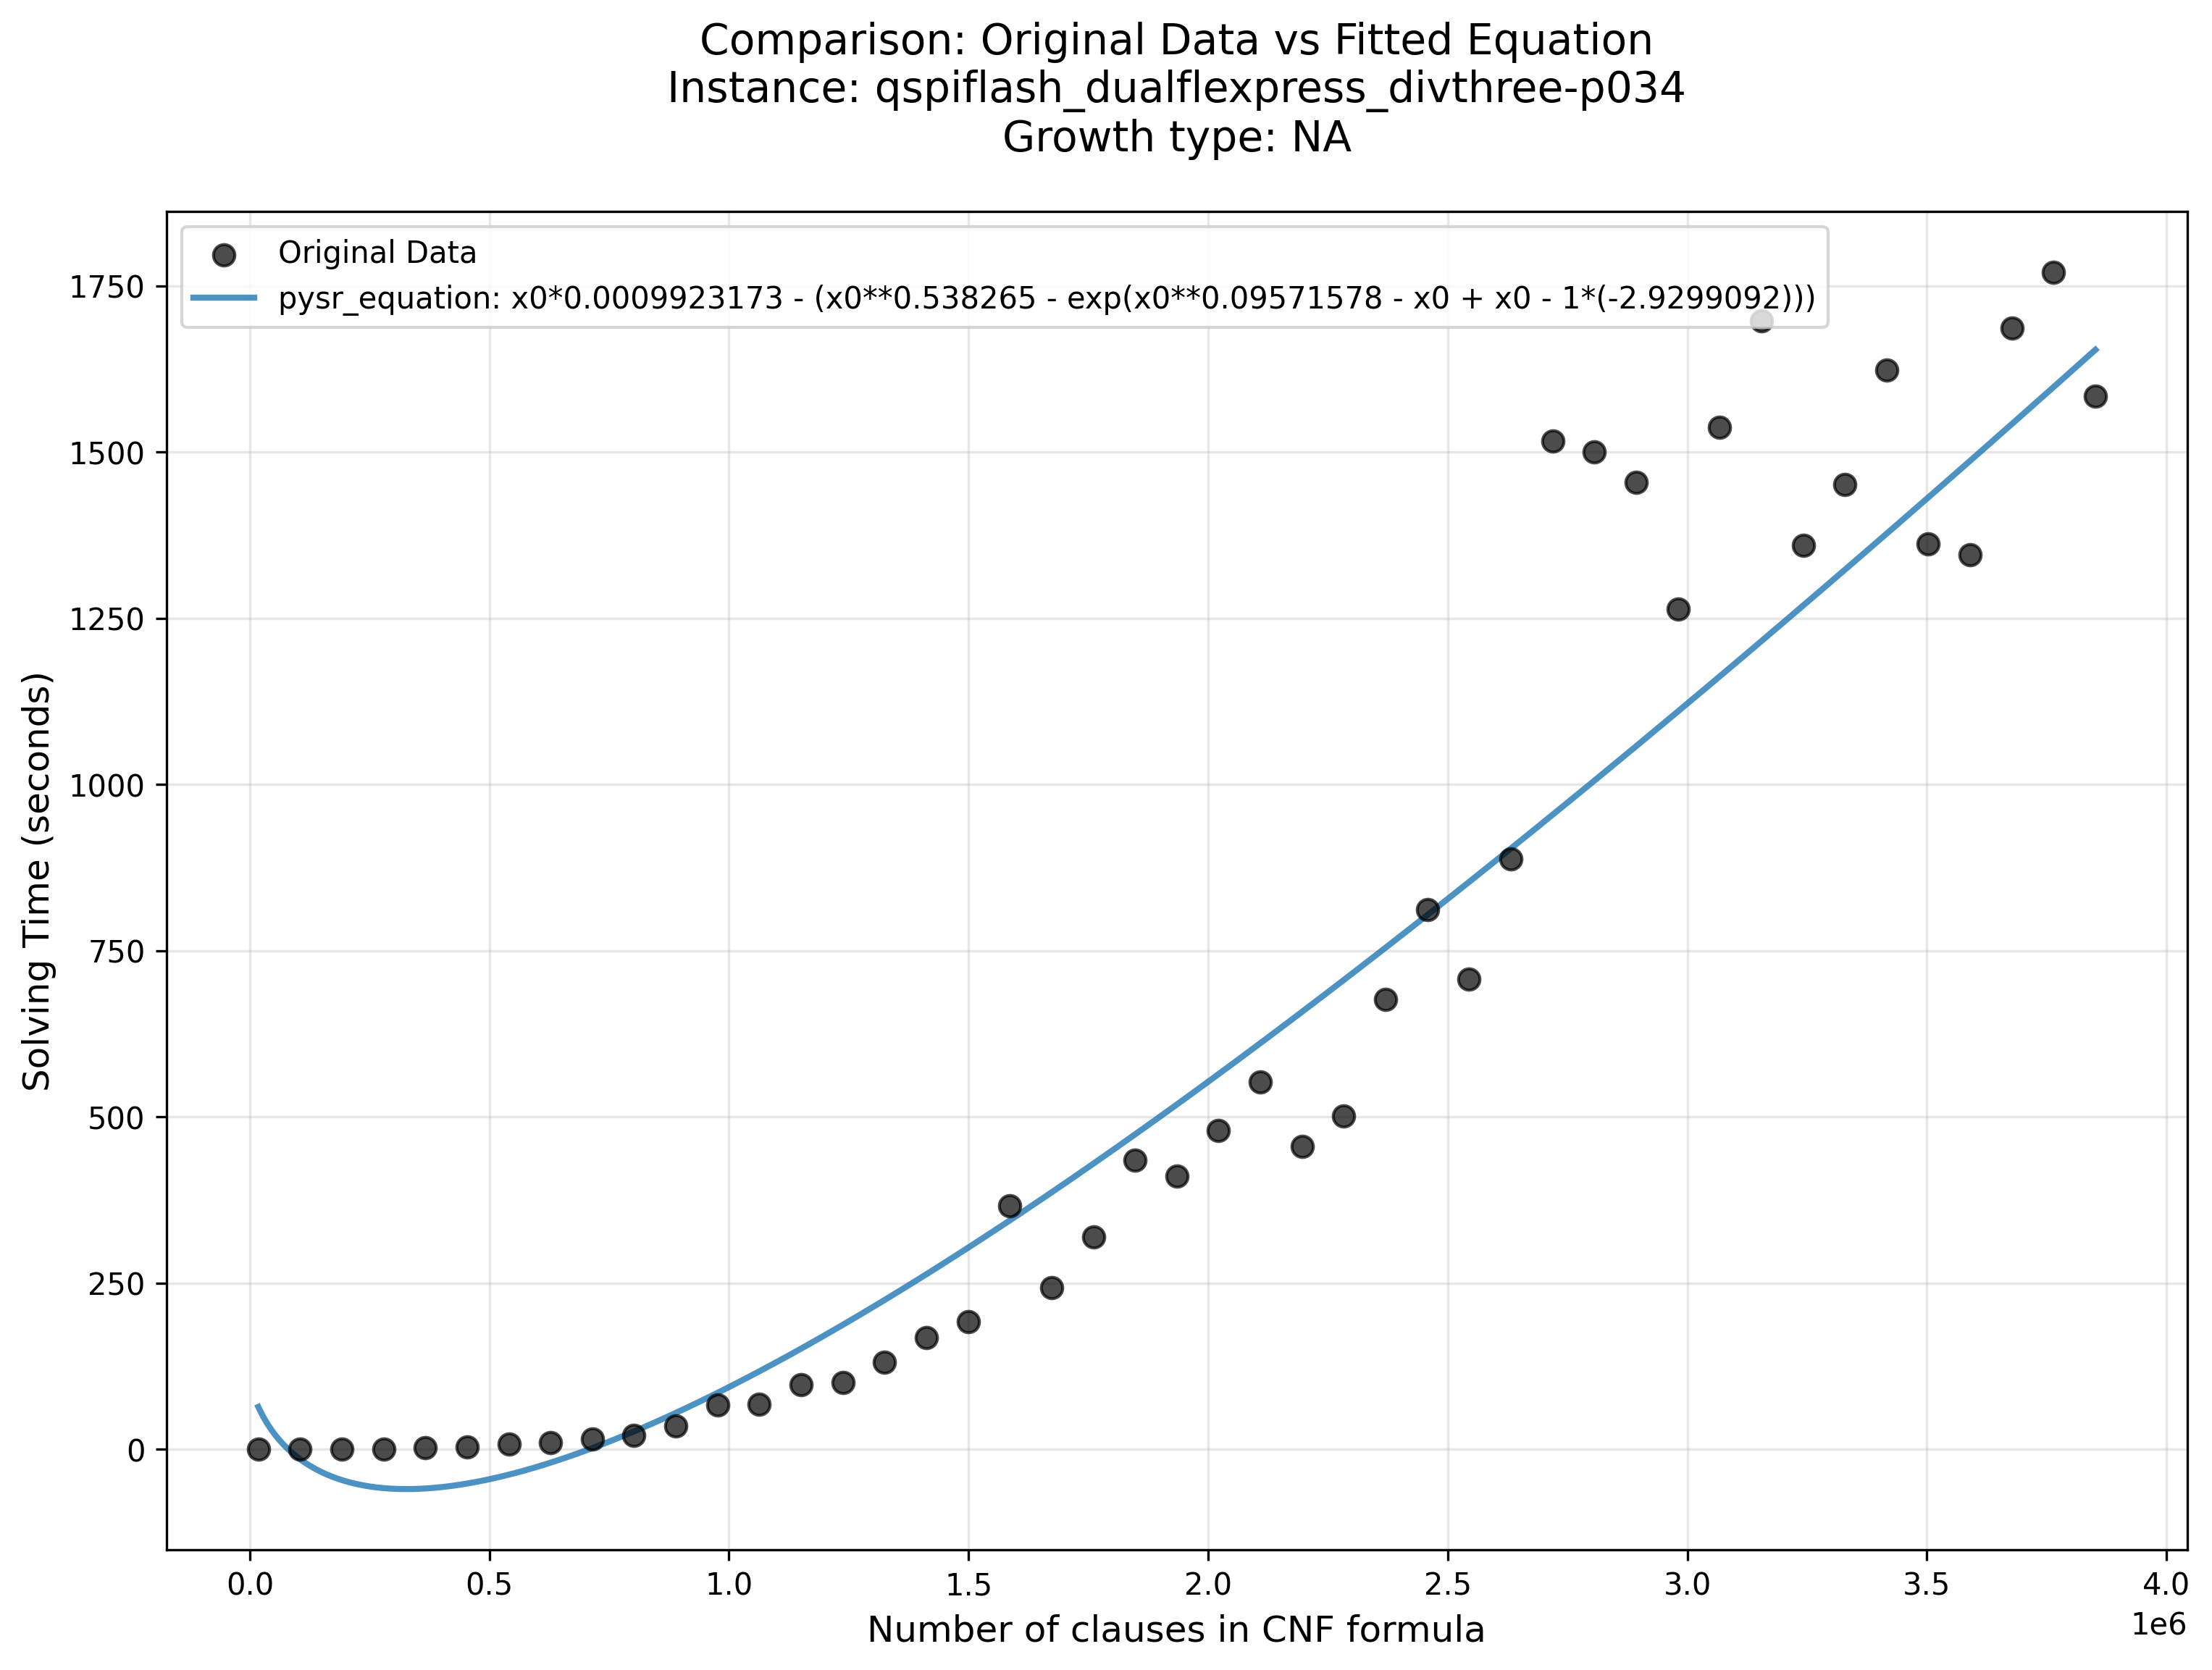 Comparison: Original Data vs Fitted Equation
Instance: qspiflash_dualflexpress_divthree-p034
Growth type: NA
Original Data
pysr_equation: x0*0.0009923173 - (x0**0.538265 - exp(x0**0.09571578 - x0 + x0 - 1*(-2.9299092)))
1750
1500
1250
1000
750
500
250
0
Solving Time (seconds)
0.0 0.5 1.0 1.5 2.0 2.5 3.0 3.5 4.0
1e6
Number of clauses in CNF formula